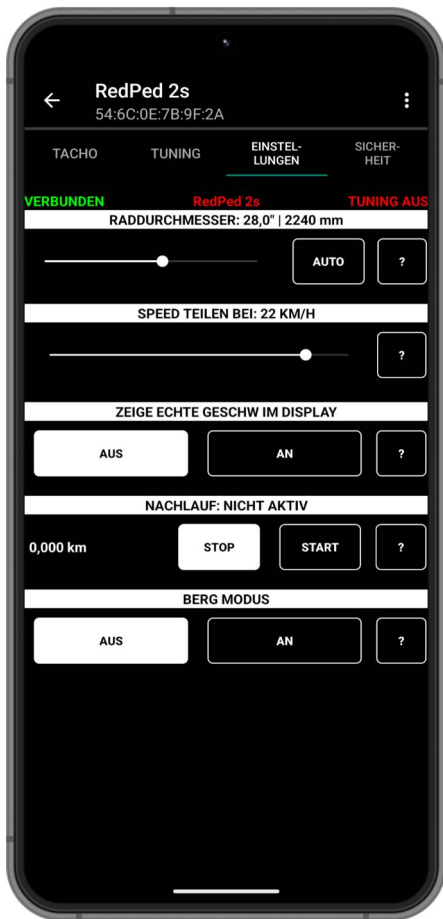 RedPed 2s
54:6C:0E:7B:9F:2A
TACHO TUNING EINSTEL-
LUNGEN SICHER-
HEIT
VERBUNDEN RedPed 2s TUNING AUS
RADDURCHMESSER: 28,0" | 2240 mm
AUTO ?
SPEED TEILEN BEI: 22 KM/H
?
ZEIGE ECHTE GESCHW IM DISPLAY
AUS AN ?
NACHLAUF: NICHT AKTIV
0,000 km STOP START ?
BERG MODUS
AUS AN ?